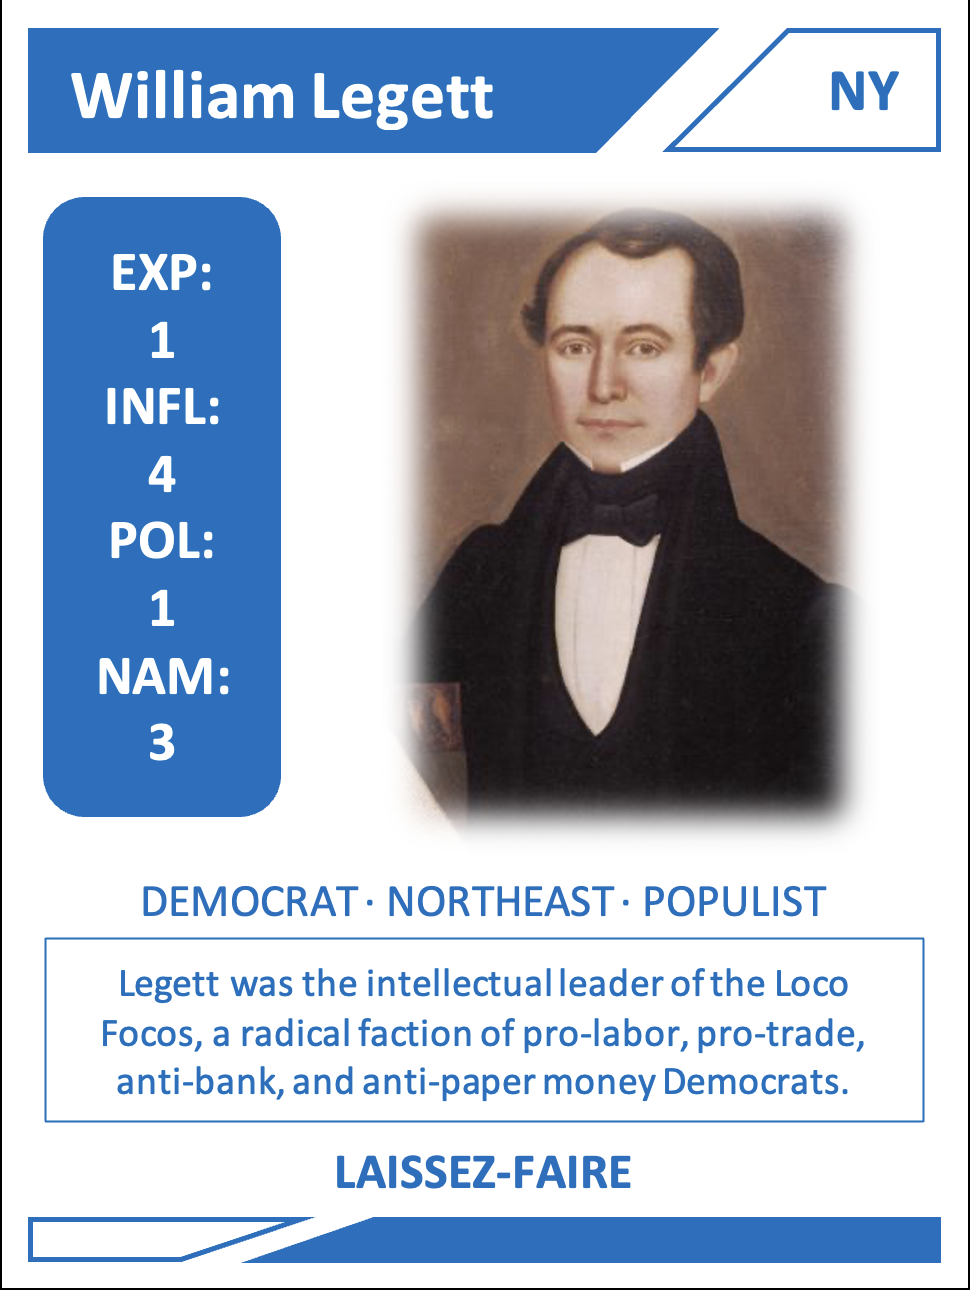 William Legett
NY
EXP:
1
INFL:
4
POL:
1
NAM:
3
DEMOCRAT · NORTHEAST · POPULIST
Legett was the intellectual leader of the Loco
Focos, a radical faction of pro-labor, pro-trade,
anti-bank, and anti-paper money Democrats.
LAISSEZ-FAIRE